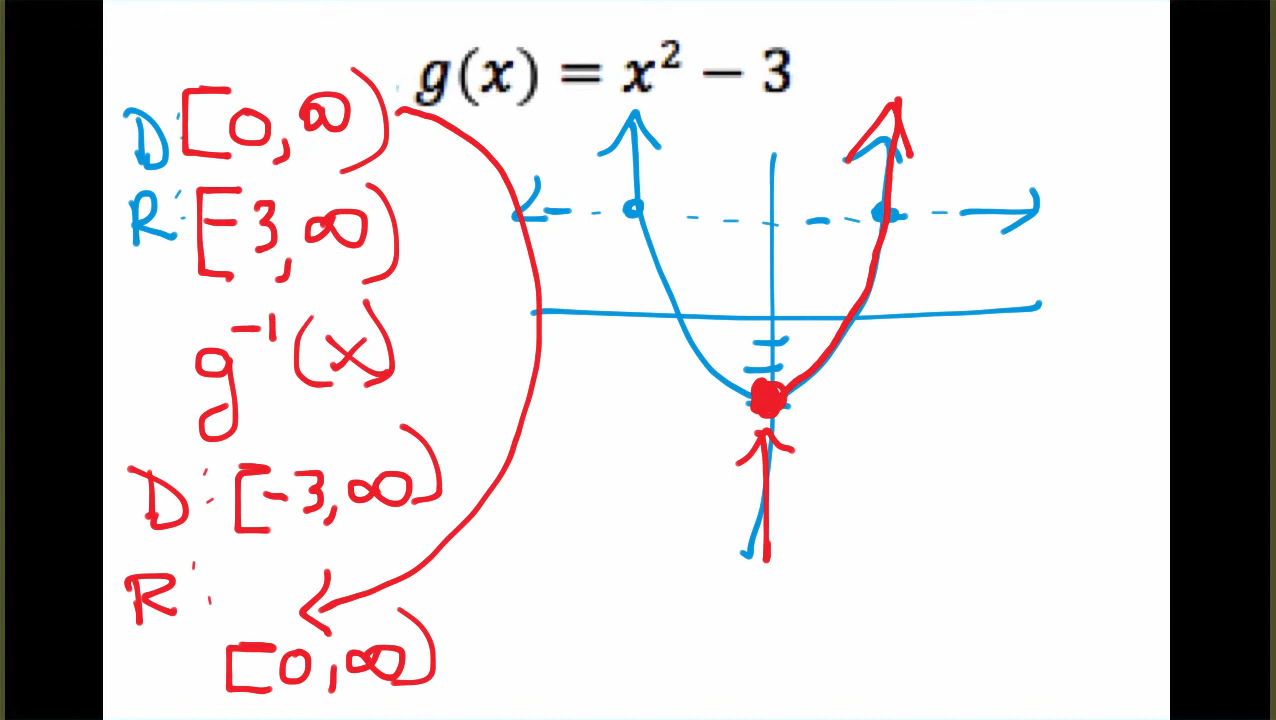 g(x) = x² − 3
D: [0, ∞)
R: [-3, ∞)
g⁻¹(x)
D: [-3, ∞)
R:
[0, ∞)